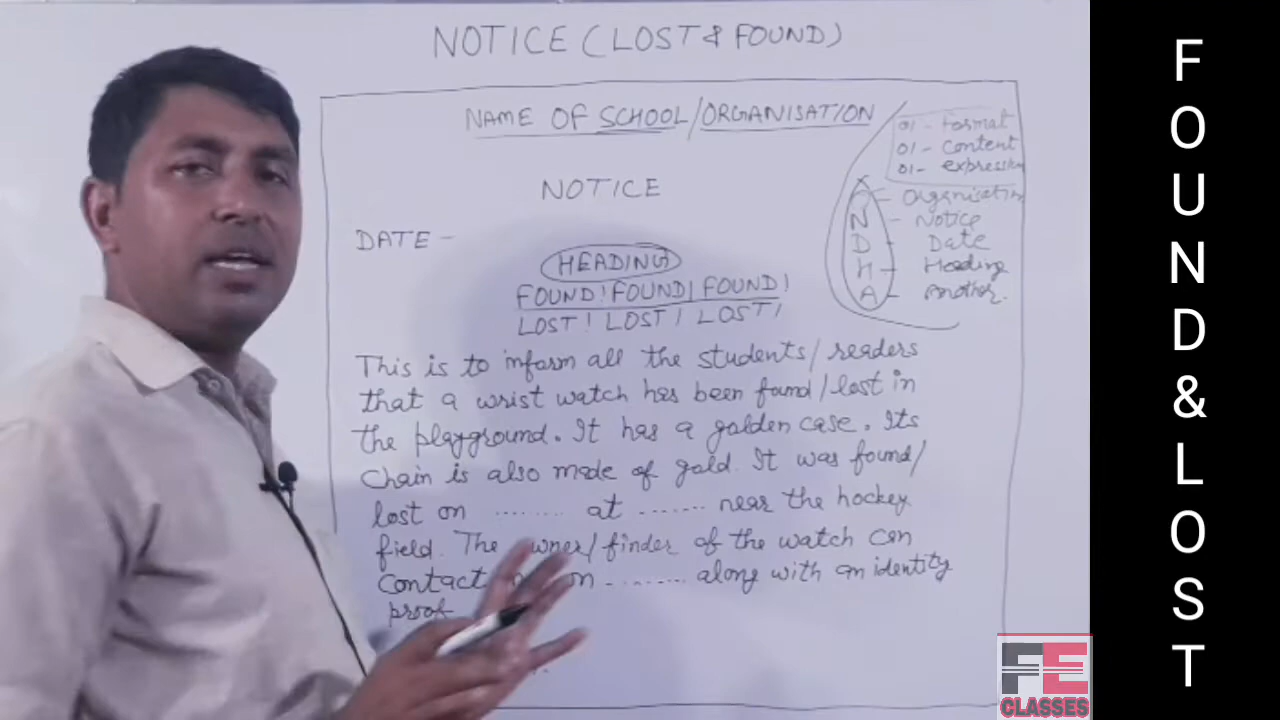 NOTICE (LOST & FOUND)
NAME OF SCHOOL/ORGANISATION
01 - Format
01 - Content
01 - expression
NOTICE
- Organisation
N - Notice
D - Date
H - Heading
A - Another.
DATE -
HEADING
FOUND! FOUND! FOUND!
LOST! LOST! LOST!
This is to inform all the students/readers
that a wrist watch has been found/lost in
the playground. It has a golden case. Its
Chain is also made of gold. It was found/
lost on ........ at ....... near the hockey
field. The owner/finder of the watch can
contact on ........ along with an identity
proof
FOUND&LOST
FE
CLASSES